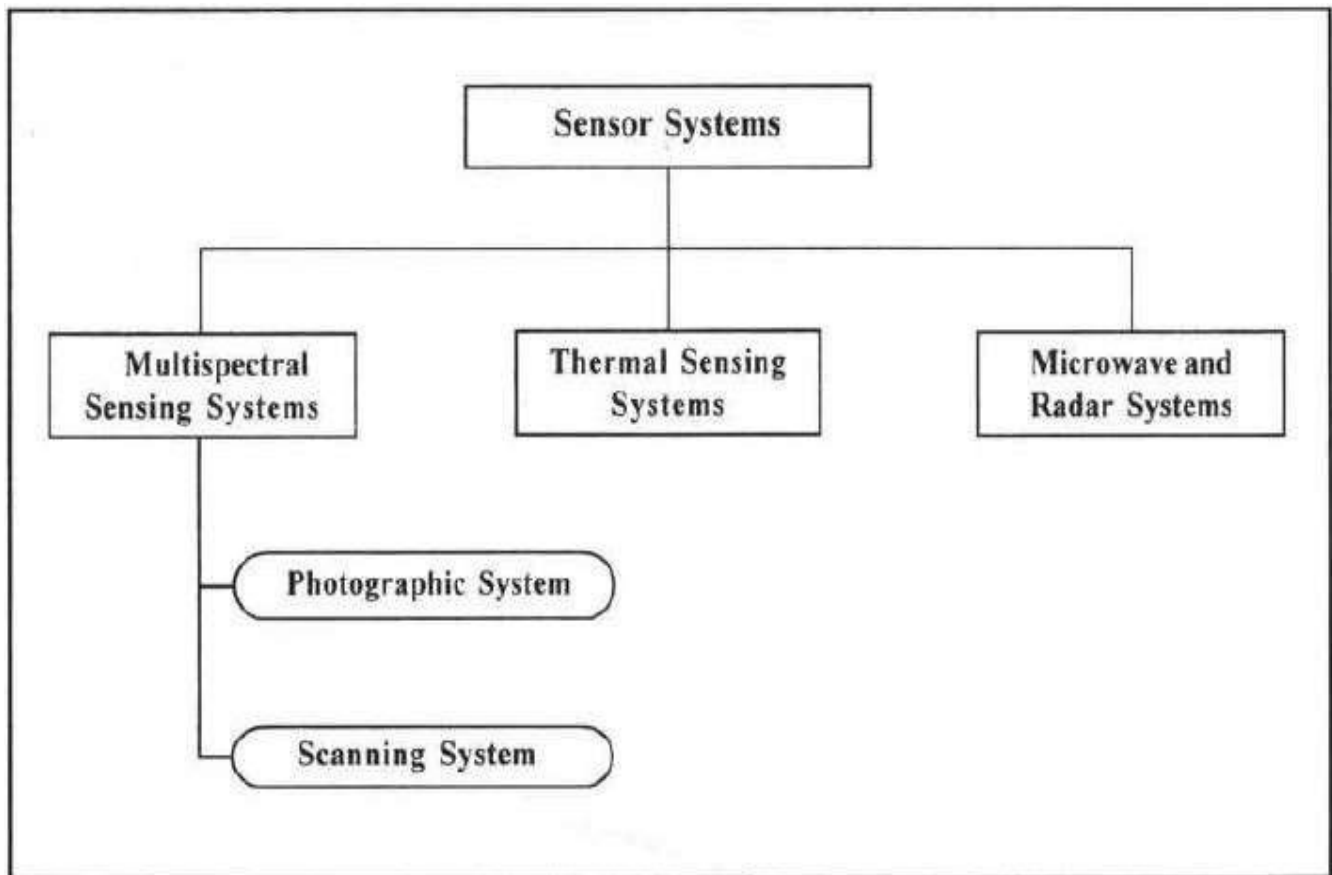 Sensor Systems
Multispectral
Sensing Systems
Thermal Sensing
Systems
Microwave and
Radar Systems
Photographic System
Scanning System